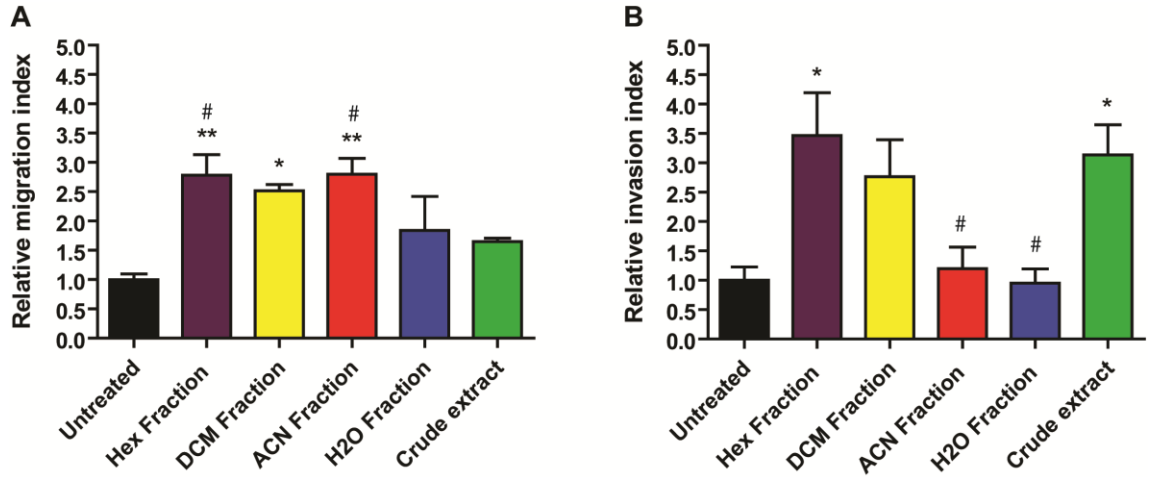 A
Relative migration index
5.0
4.5
4.0
3.5
3.0
2.5
2.0
1.5
1.0
0.5
0.0
#
**
*
#
**
Untreated
Hex Fraction
DCM Fraction
ACN Fraction
H2O Fraction
Crude extract
B
Relative invasion index
5.0
4.5
4.0
3.5
3.0
2.5
2.0
1.5
1.0
0.5
0.0
*
#
#
*
Untreated
Hex Fraction
DCM Fraction
ACN Fraction
H2O Fraction
Crude extract